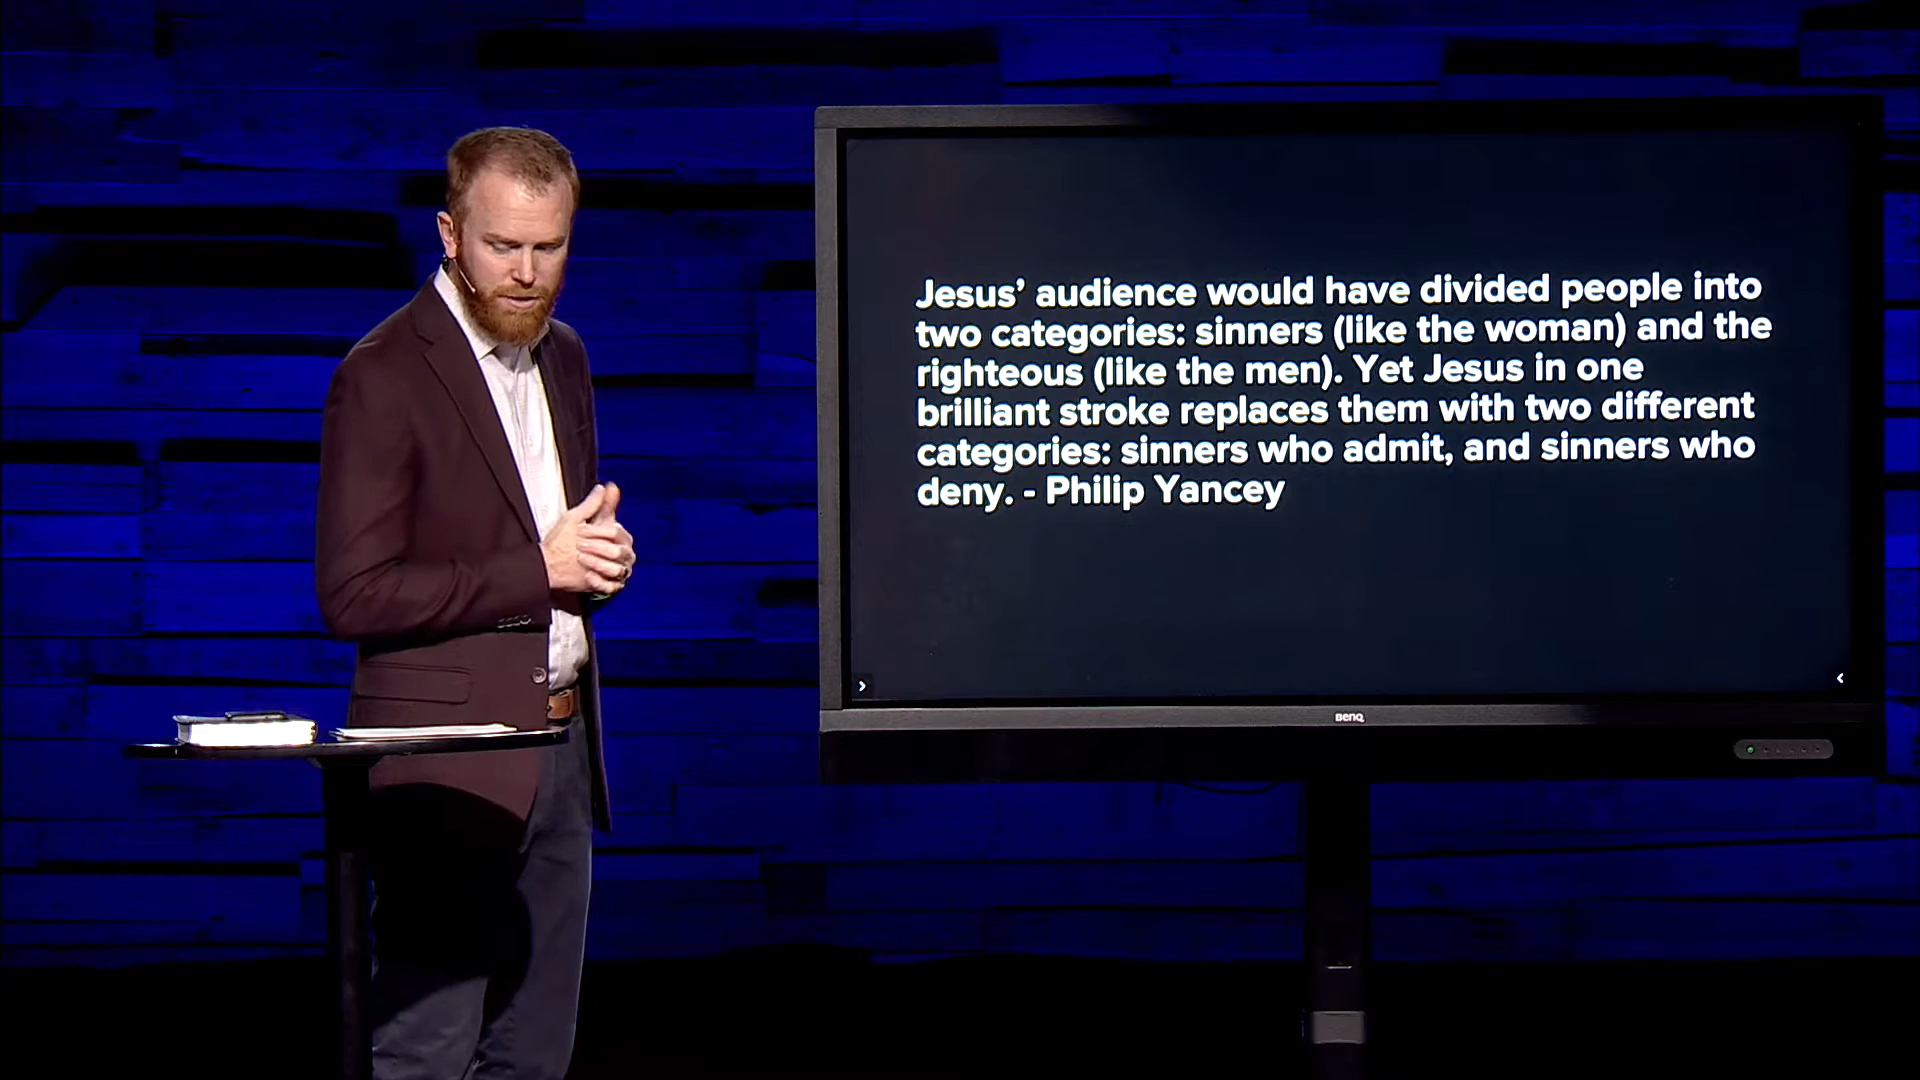 Jesus’ audience would have divided people into
two categories: sinners (like the woman) and the
righteous (like the men). Yet Jesus in one
brilliant stroke replaces them with two different
categories: sinners who admit, and sinners who
deny. - Philip Yancey
BenQ